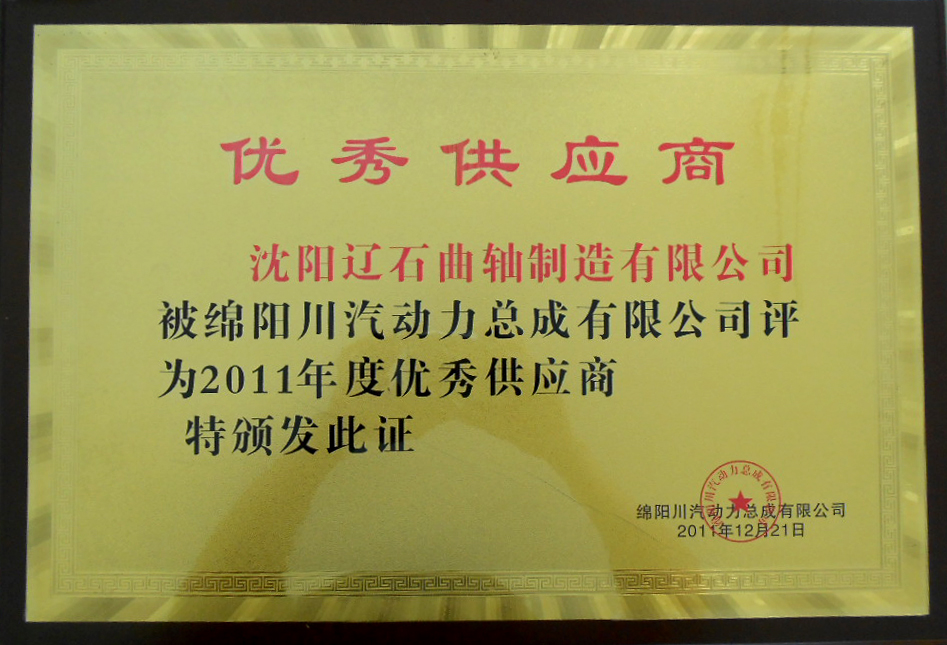 优秀供应商
沈阳辽石曲轴制造有限公司
被绵阳川汽动力总成有限公司评
为2011年度优秀供应商
特颁发此证
绵阳川汽动力总成有限公司
2011年12月21日